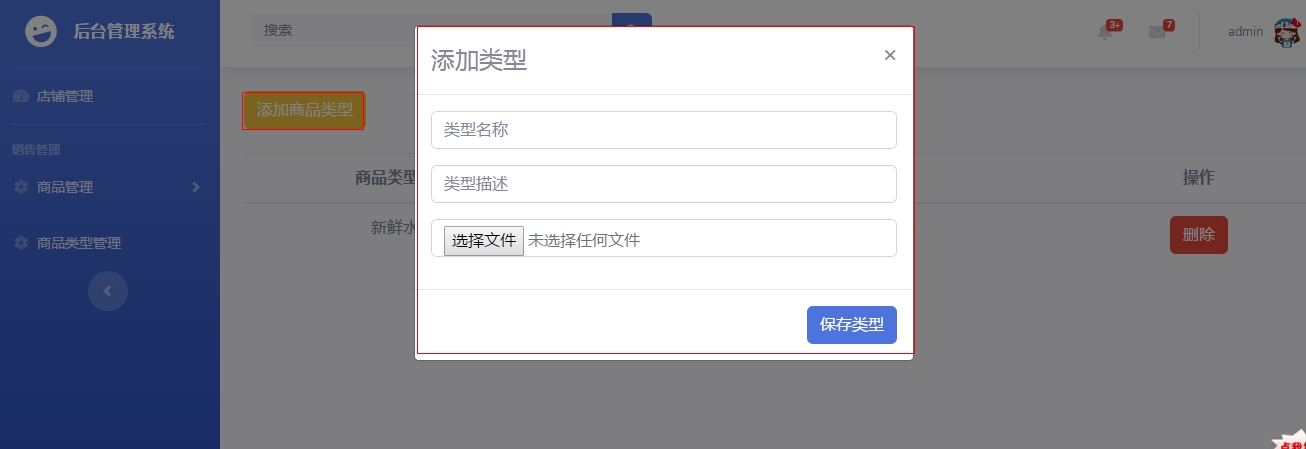 后台管理系统
搜索
3+
7
admin
店铺管理
销售管理
商品管理
商品类型管理
添加商品类型
商品类型
操作
新鲜水
删除
添加类型
×
类型名称
类型描述
选择文件 未选择任何文件
保存类型
点我